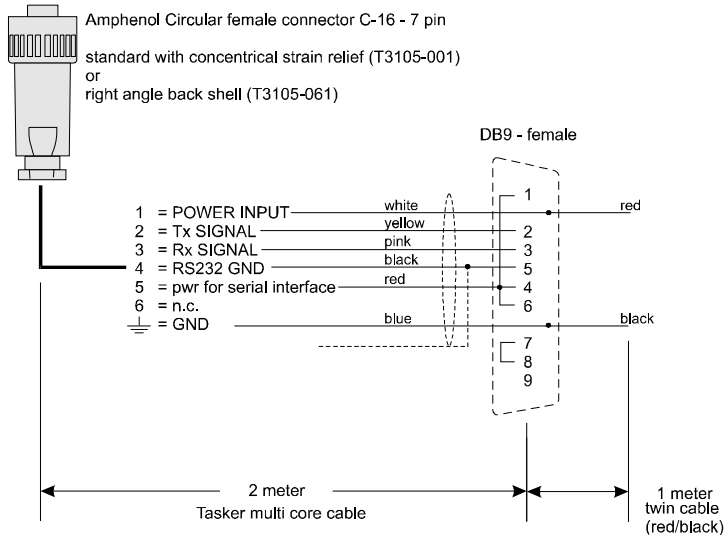 Amphenol Circular female connector C-16 - 7 pin
standard with concentrical strain relief (T3105-001)
or
right angle back shell (T3105-061)
DB9 - female
1 = POWER INPUT white 1 red
2 = Tx SIGNAL yellow 2
3 = Rx SIGNAL pink 3
4 = RS232 GND black 5
5 = pwr for serial interface red 4
6 = n.c. 6
= GND blue black
7
8
9
2 meter
Tasker multi core cable
1 meter
twin cable
(red/black)